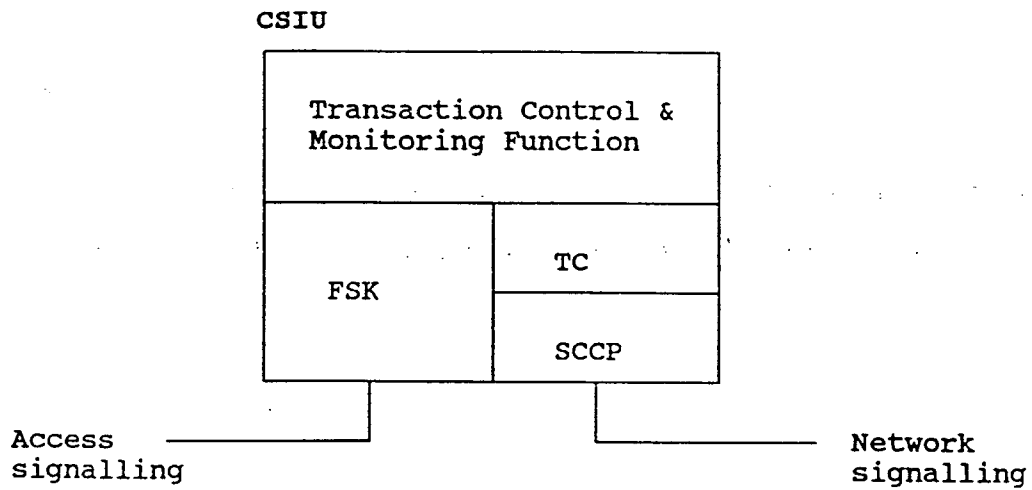 CSIU
Transaction Control &
Monitoring Function
FSK
TC
SCCP
Access
signalling
Network
signalling